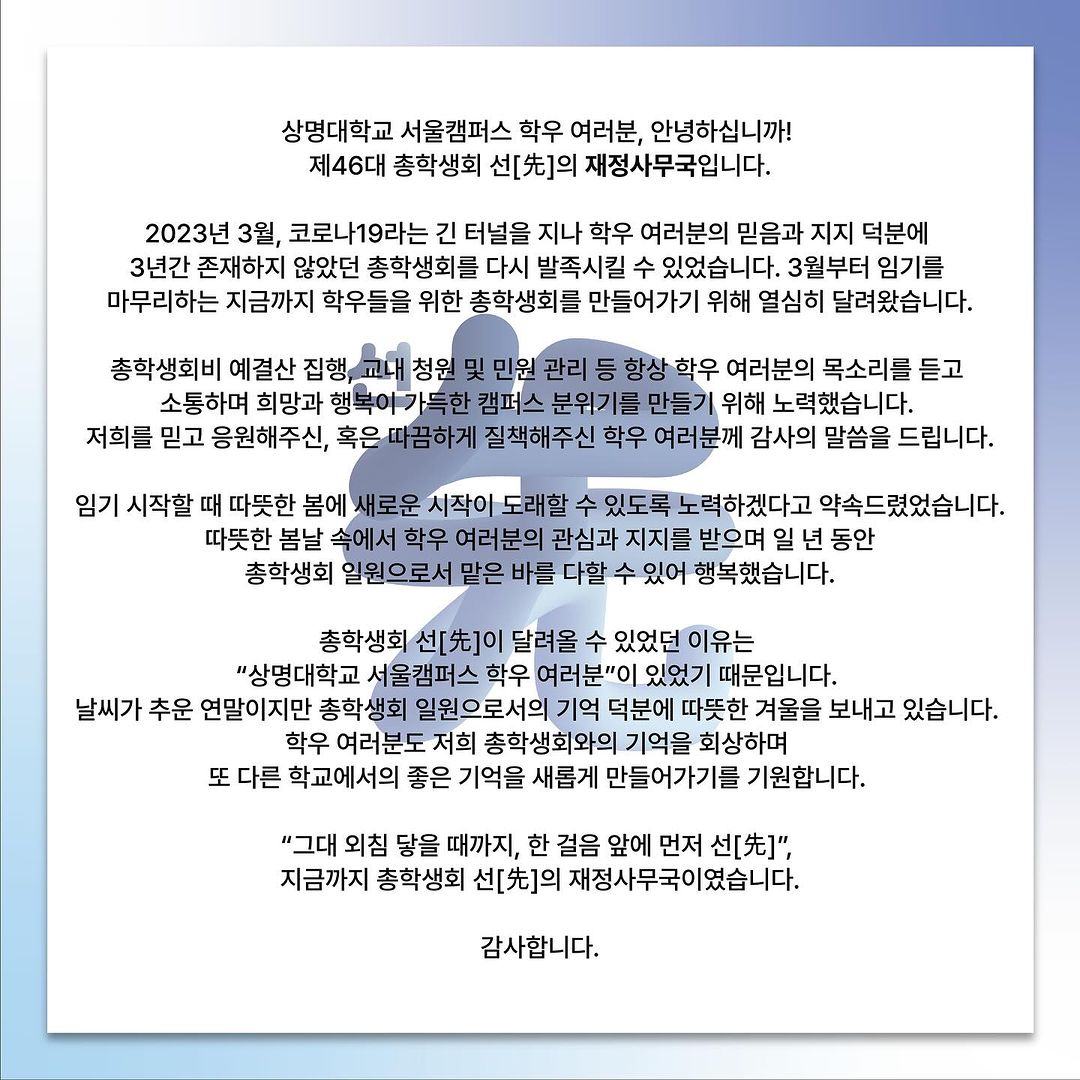 상명대학교 서울캠퍼스 학우 여러분, 안녕하십니까!
제46대 총학생회 선[先]의 재정사무국입니다.
2023년 3월, 코로나19라는 긴 터널을 지나 학우 여러분의 믿음과 지지 덕분에
3년간 존재하지 않았던 총학생회를 다시 발족시킬 수 있었습니다. 3월부터 임기를
마무리하는 지금까지 학우들을 위한 총학생회를 만들어가기 위해 열심히 달려왔습니다.
총학생회비 예결산 집행, 교내 청원 및 민원 관리 등 항상 학우 여러분의 목소리를 듣고
소통하며 희망과 행복이 가득한 캠퍼스 분위기를 만들기 위해 노력했습니다.
저희를 믿고 응원해주신, 혹은 따끔하게 질책해주신 학우 여러분께 감사의 말씀을 드립니다.
임기 시작할 때 따뜻한 봄에 새로운 시작이 도래할 수 있도록 노력하겠다고 약속드렸었습니다.
따뜻한 봄날 속에서 학우 여러분의 관심과 지지를 받으며 일 년 동안
총학생회 일원으로서 맡은 바를 다할 수 있어 행복했습니다.
총학생회 선[先]이 달려올 수 있었던 이유는
“상명대학교 서울캠퍼스 학우 여러분”이 있었기 때문입니다.
날씨가 추운 연말이지만 총학생회 일원으로서의 기억 덕분에 따뜻한 겨울을 보내고 있습니다.
학우 여러분도 저희 총학생회와의 기억을 회상하며
또 다른 학교에서의 좋은 기억을 새롭게 만들어가기를 기원합니다.
“그대 외침 닿을 때까지, 한 걸음 앞에 먼저 선[先]”,
지금까지 총학생회 선[先]의 재정사무국이였습니다.
감사합니다.
선
先